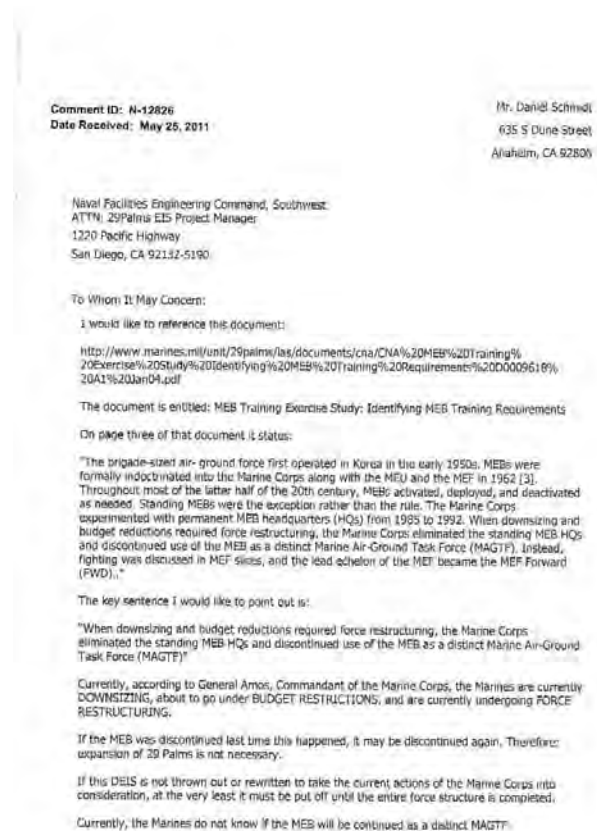 Comment ID: N-12826
Date Received: May 25, 2011
Mr. Daniel Schmidt
635 S Dune Street
Anaheim, CA 92806
Naval Facilities Engineering Command, Southwest
ATTN: 29Palms EIS Project Manager
1220 Pacific Highway
San Diego, CA 92132-5190
To Whom It May Concern:
I would like to reference this document:
http://www.marines.mil/unit/29palms/las/documents/cna/CNA%20MEB%20Training%
20Exercise%20Study%20Identifying%20MEB%20Training%20Requirements%20D0009618%
20A1%20Jan04.pdf
The document is entitled: MEB Training Exercise Study: Identifying MEB Training Requirements
On page three of that document it status:
"The brigade-sized air- ground force first operated in Korea in the early 1950s. MEBs were
formally indoctrinated into the Marine Corps along with the MEU and the MEF in 1962 [3].
Throughout most of the latter half of the 20th century, MEBs activated, deployed, and deactivated
as needed. Standing MEBs were the exception rather than the rule. The Marine Corps
experimented with permanent MEB headquarters (HQs) from 1985 to 1992. When downsizing and
budget reductions required force restructuring, the Marine Corps eliminated the standing MEB HQs
and discontinued use of the MEB as a distinct Marine Air-Ground Task Force (MAGTF). Instead,
fighting was discussed in MEF slices, and the lead echelon of the MEF became the MEF Forward
(FWD)..."
The key sentence I would like to point out is:
"When downsizing and budget reductions required force restructuring, the Marine Corps
eliminated the standing MEB HQs and discontinued use of the MEB as a distinct Marine Air-Ground
Task Force (MAGTF)"
Currently, according to General Amos, Commandant of the Marine Corps, the Marines are currently
DOWNSIZING, about to go under BUDGET RESTRICTIONS, and are currently undergoing FORCE
RESTRUCTURING.
If the MEB was discontinued last time this happened, it may be discontinued again. Therefore:
expansion of 29 Palms is not necessary.
If this DEIS is not thrown out or rewritten to take the current actions of the Marine Corps into
consideration, at the very least it must be put off until the entire force structure is completed.
Currently, the Marines do not know if the MEB will be continued as a distinct MAGTF.